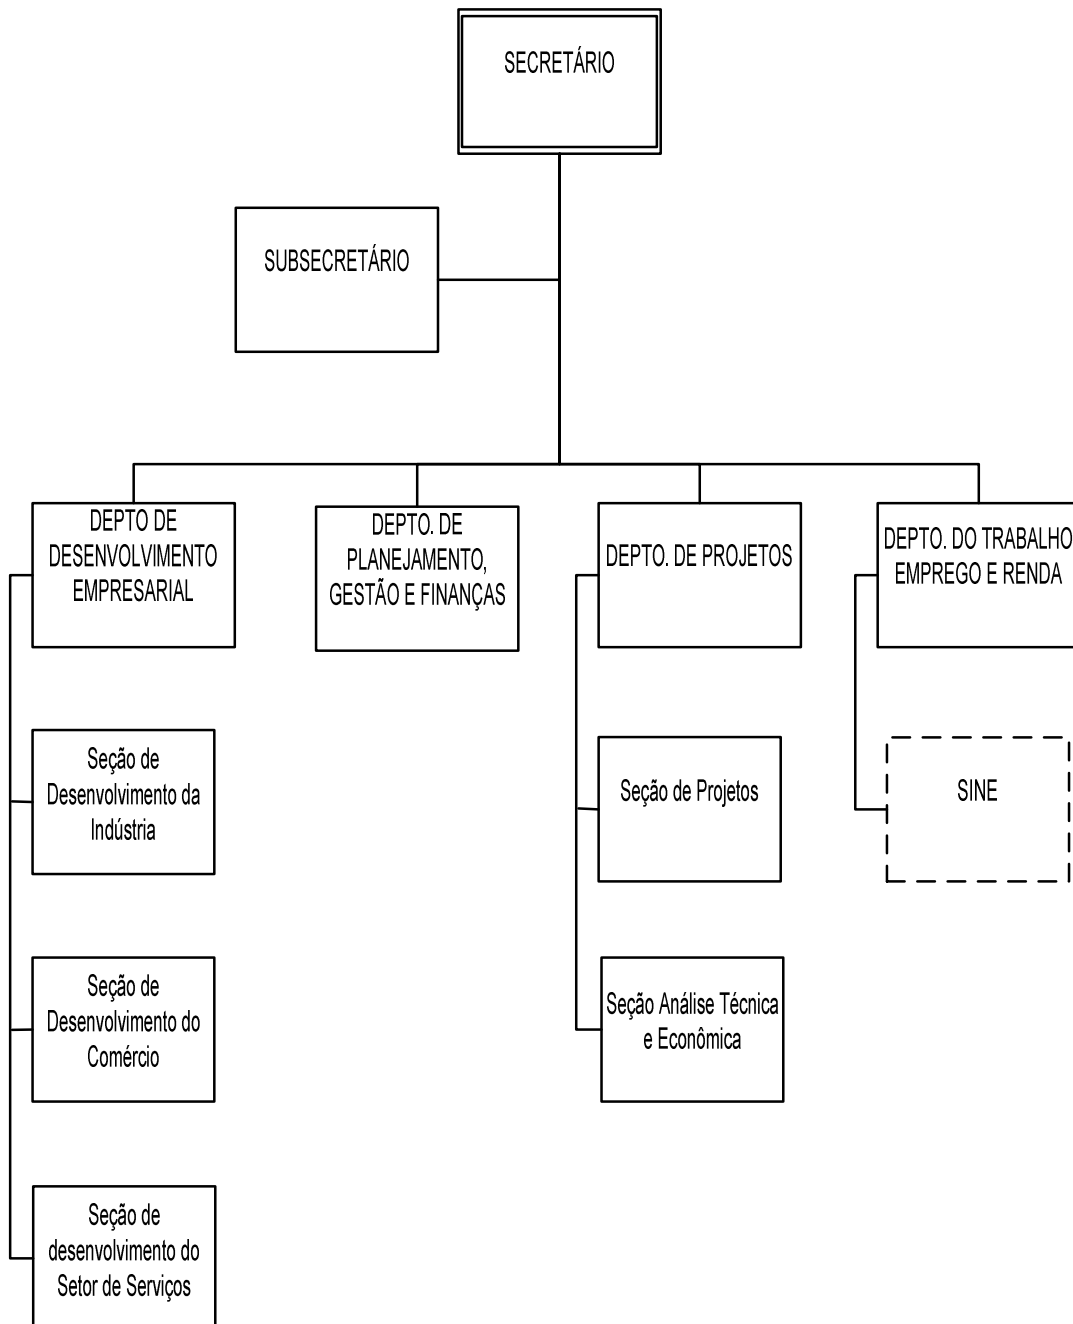 SECRETÁRIO
SUBSECRETÁRIO
DEPTO DE
DESENVOLVIMENTO
EMPRESARIAL
DEPTO. DE
PLANEJAMENTO,
GESTÃO E FINANÇAS
DEPTO. DE PROJETOS
DEPTO. DO TRABALHO
EMPREGO E RENDA
Seção de
Desenvolvimento da
Indústria
Seção de Projetos
SINE
Seção de
Desenvolvimento do
Comércio
Seção Análise Técnica
e Econômica
Seção de
desenvolvimento do
Setor de Serviços